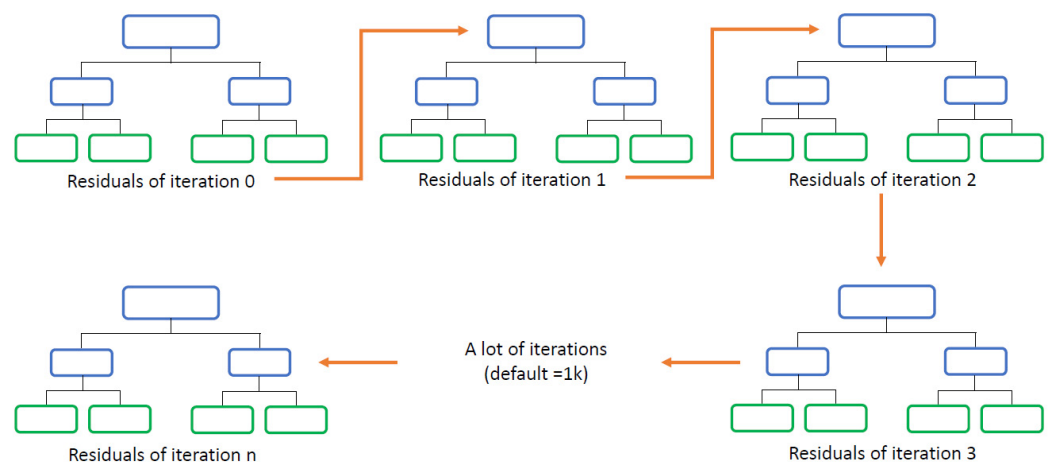 Residuals of iteration 0
Residuals of iteration 1
Residuals of iteration 2
A lot of iterations
(default =1k)
Residuals of iteration n
Residuals of iteration 3